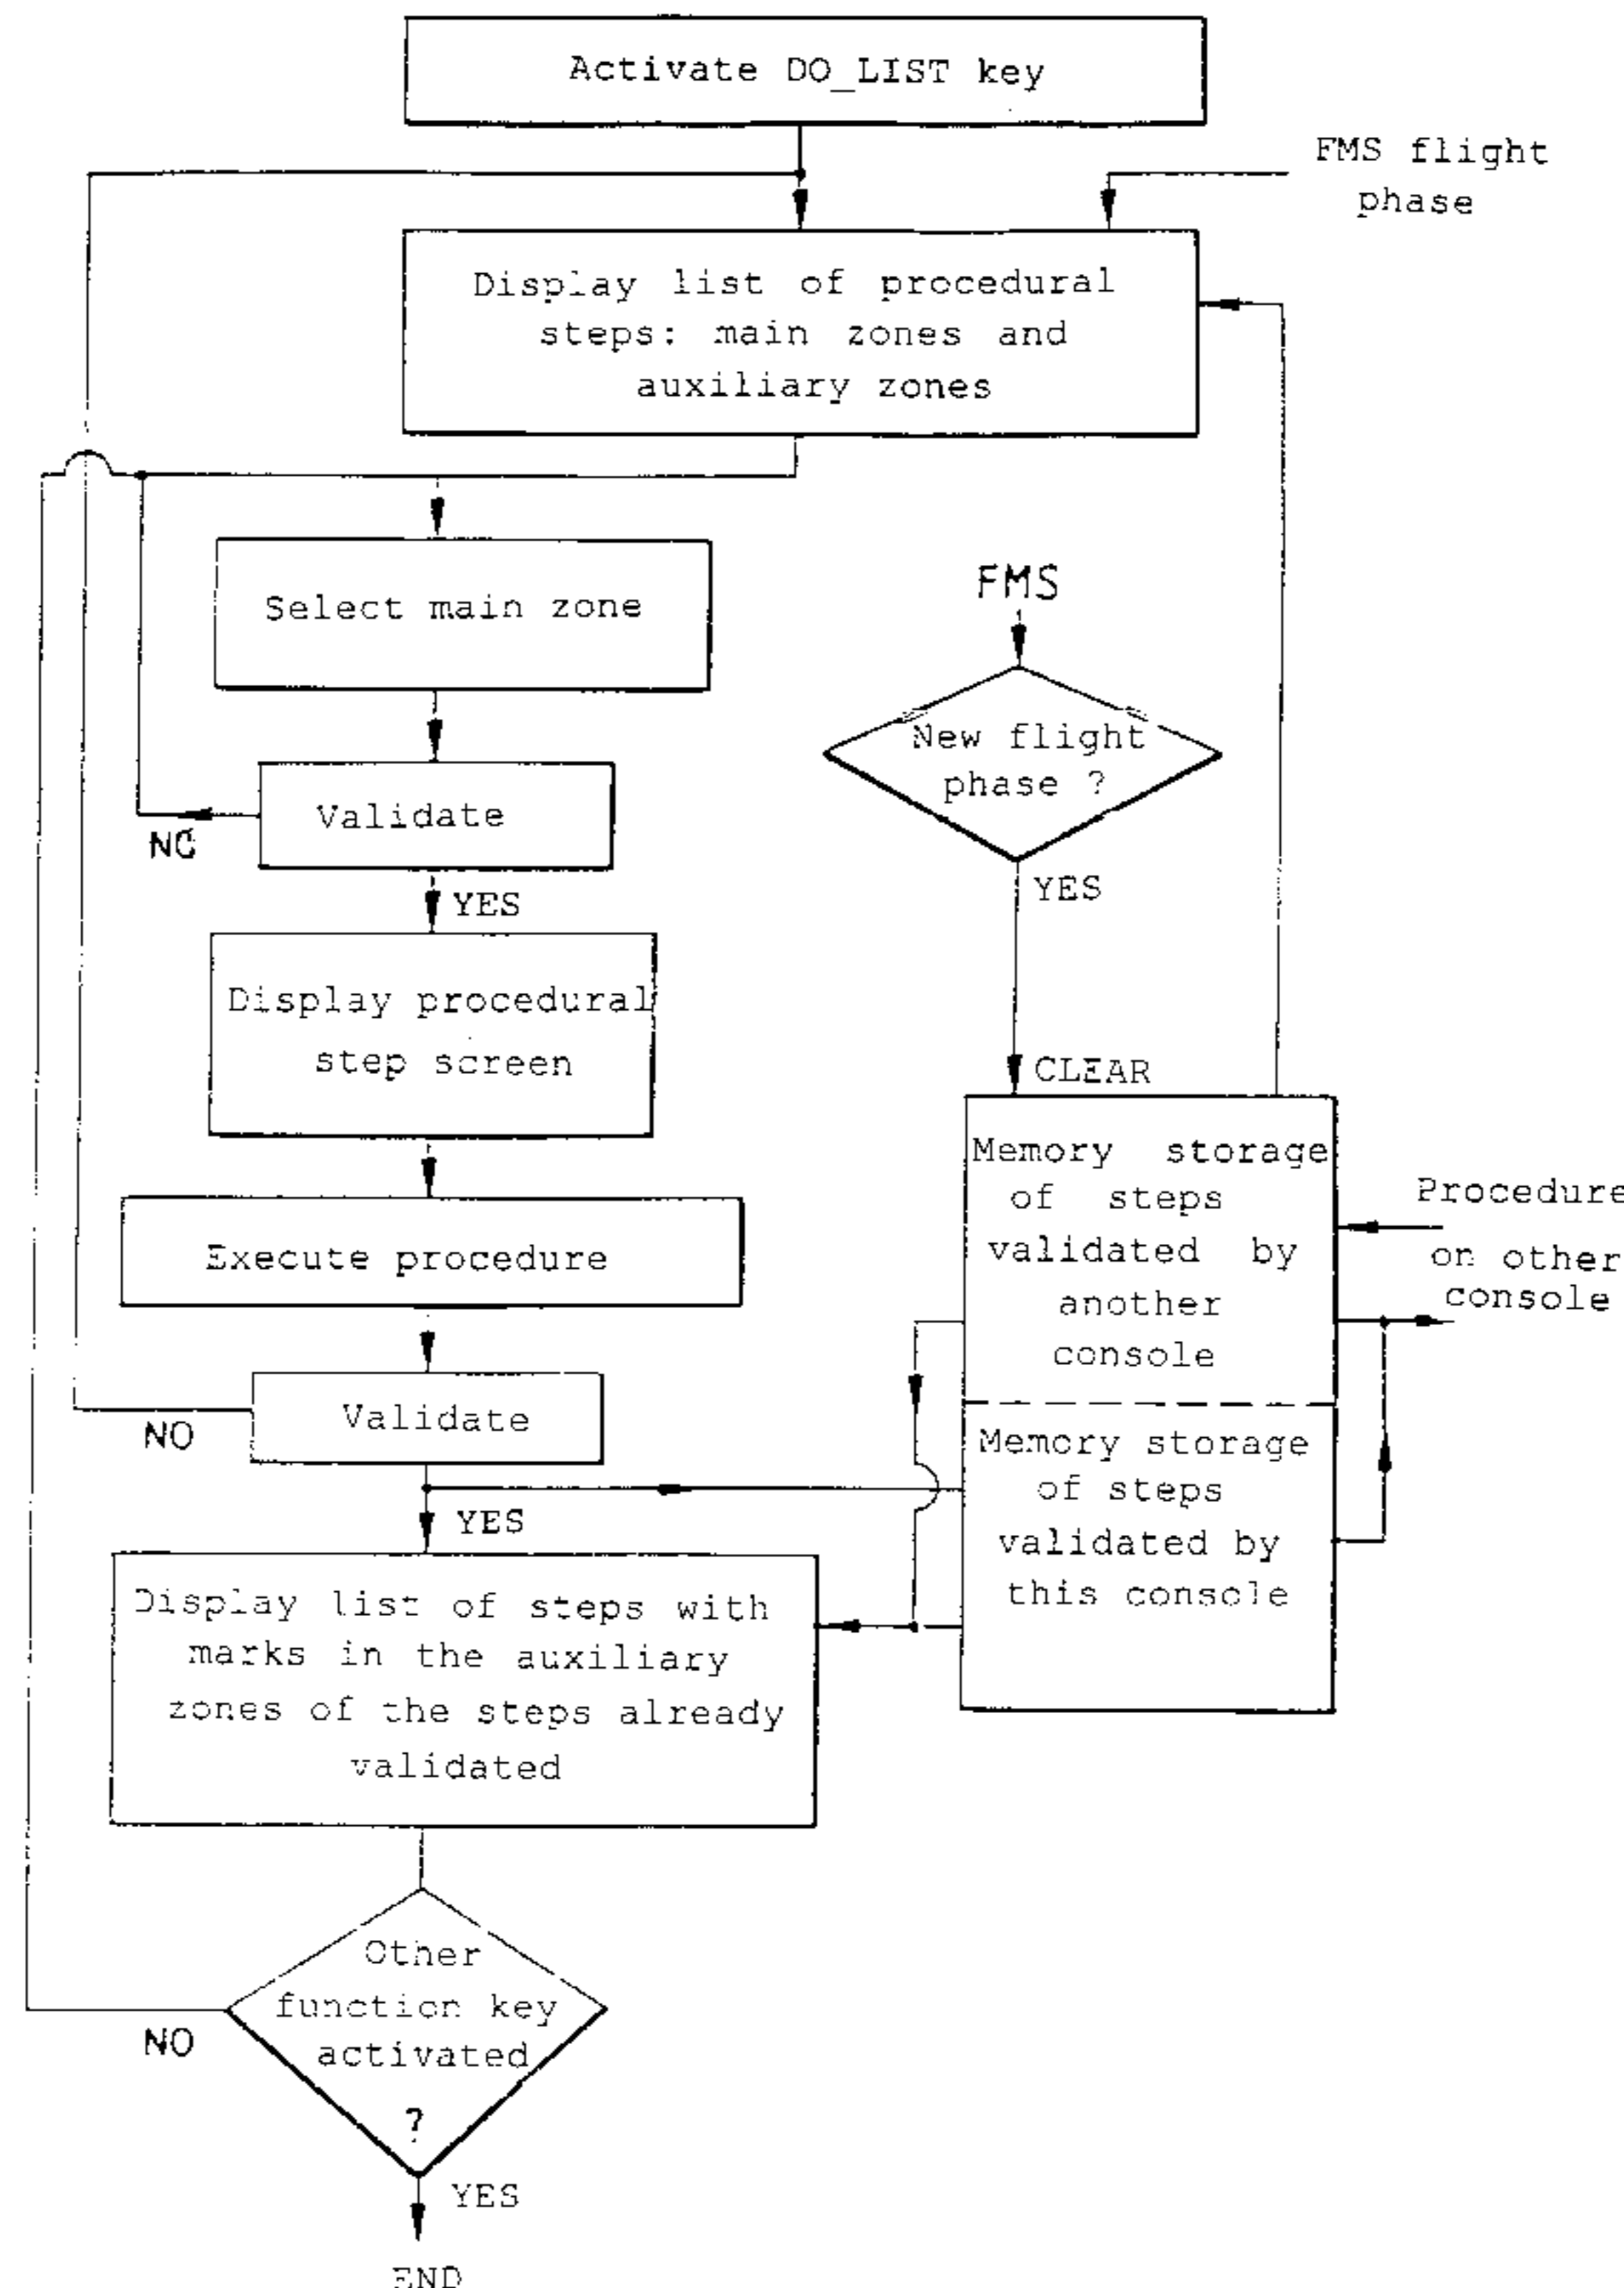 Activate DO_LIST key
FMS flight
phase
Display list of procedural
steps: main zones and
auxiliary zones
Select main zone
FMS
New flight
phase ?
Validate
NO
YES
YES
Display procedural
step screen
CLEAR
Memory storage
of steps
validated by
another
console
Procedure
on other
console
Execute procedure
Validate
NO
Memory storage
of steps
validated by
this console
YES
Display list of steps with
marks in the auxiliary
zones of the steps already
validated
Other
function key
activated
?
NO
YES
END